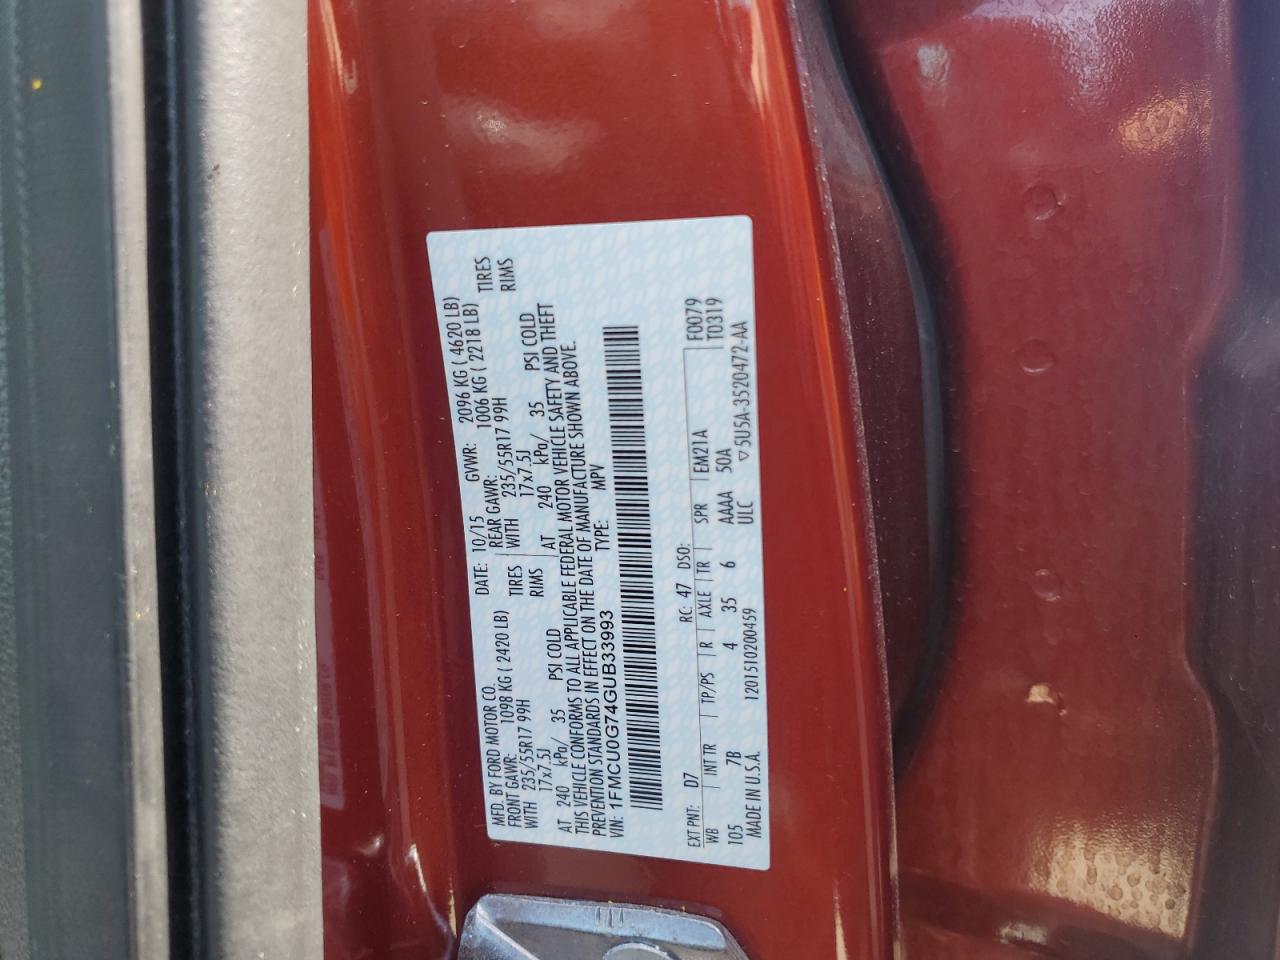 MFD. BY FORD MOTOR CO. DATE: 10/15 GVWR: 2096 KG ( 4620 LB)
FRONT GAWR: 1098 KG ( 2420 LB) REAR GAWR: 1006 KG ( 2218 LB)
WITH 235/55R17 99H TIRES WITH 235/55R17 99H TIRES
17x7.5J RIMS 17x7.5J RIMS
AT 240 kPa/ 35 PSI COLD AT 240 kPa/ 35 PSI COLD
THIS VEHICLE CONFORMS TO ALL APPLICABLE FEDERAL MOTOR VEHICLE SAFETY AND THEFT
PREVENTION STANDARDS IN EFFECT ON THE DATE OF MANUFACTURE SHOWN ABOVE.
VIN: 1FMCU0G74GUB33993 TYPE: MPV
EXT PNT: D7 RC: 47 DSO: F0079
WB INT TR TP/PS R AXLE TR SPR EM21A T0319
105 7B 4 35 6 AAAA 50A
ULC
MADE IN U.S.A. 1201510200459 ▽5U5A-3520472-AA